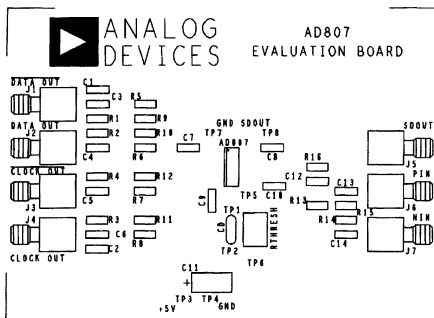 ANALOG
DEVICES
AD807
EVALUATION BOARD
DATA OUT
J1
C1
C3
R5
R1
R9
DATA OUT
J2
R2
R10
C4
R6
C7
GND SDOUT
TP7
TP8
AD807
C8
SDOUT
J5
CLOCK OUT
J3
R4
R12
C5
R7
R16
C12
C13
PIN
J6
C9
TP5
C10
R13
R15
J4
R3
R11
C6
R8
C2
CLOCK OUT
TP1
CD
TP2
RTHRESH
TP6
R14
C14
NIN
J7
C11
+
TP3
TP4
+5V
GND